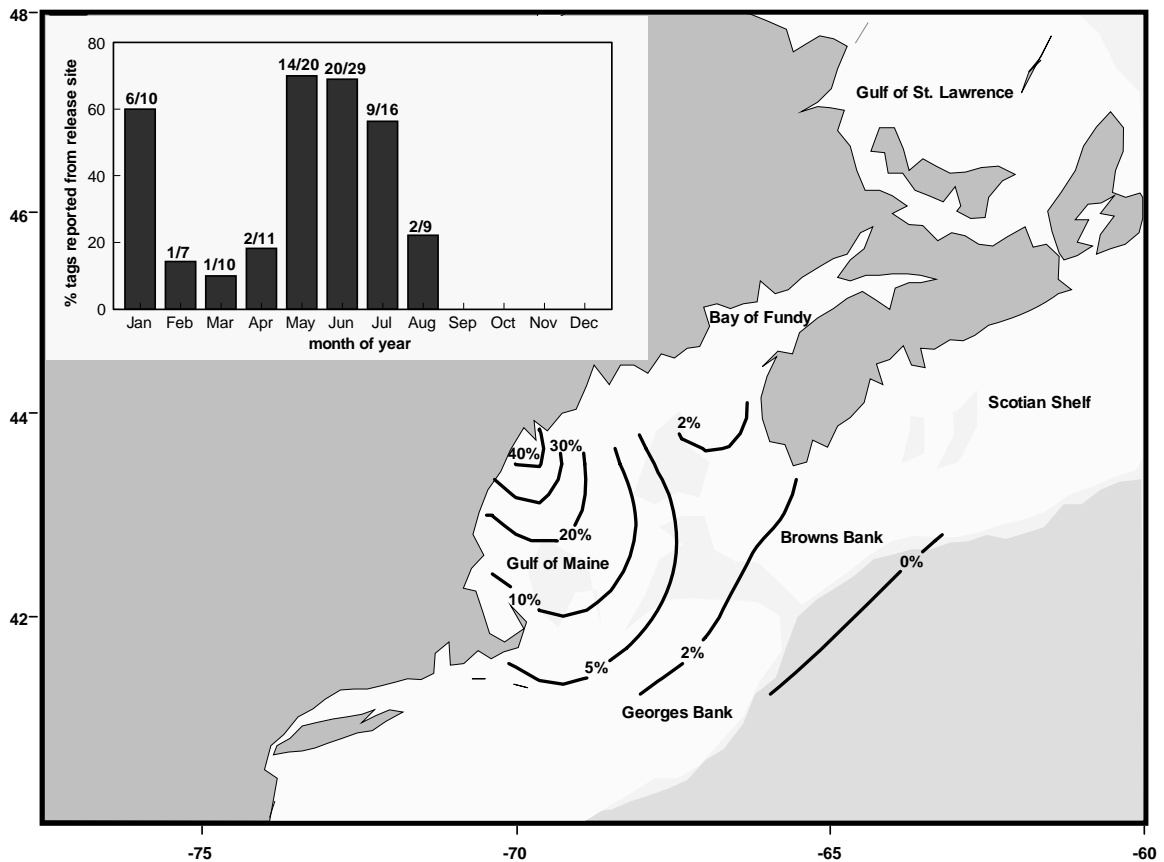 48
80
14/20 20/29
6/10
9/16
60
40
2/9
2/11
20
1/7
1/10
0
% tags reported from release site
Jan Feb Mar Apr May Jun Jul Aug Sep Oct Nov Dec
month of year
Gulf of St. Lawrence
46
Bay of Fundy
Scotian Shelf
44
2%
40% 30%
20%
Browns Bank
Gulf of Maine
0%
10%
42
2%
5%
Georges Bank
-75 -70 -65 -60